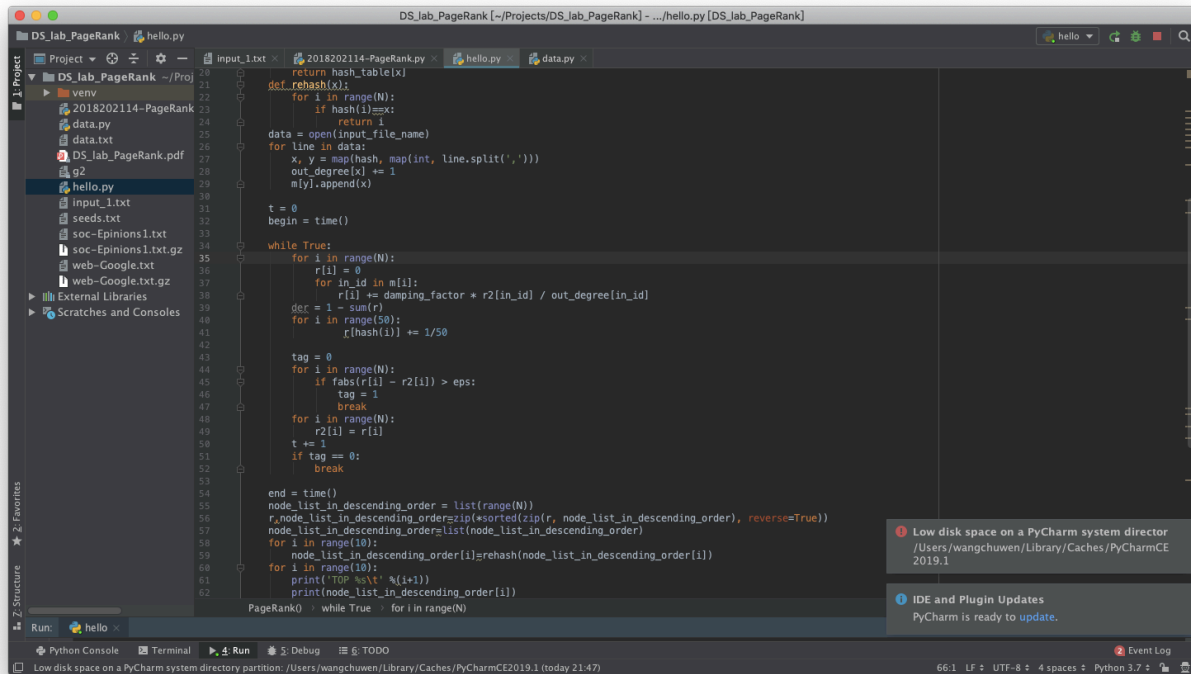 DS_lab_PageRank [~/Projects/DS_lab_PageRank] - .../hello.py [DS_lab_PageRank]
DS_lab_PageRank hello.py
hello
1: Project
Project
input_1.txt 2018202114-PageRank.py hello.py data.py
DS_lab_PageRank ~/Proj
venv
2018202114-PageRank
data.py
data.txt
DS_lab_PageRank.pdf
g2
hello.py
input_1.txt
seeds.txt
soc-Epinions1.txt
soc-Epinions1.txt.gz
web-Google.txt
web-Google.txt.gz
External Libraries
Scratches and Consoles
20 return hash_table[x]
21 def rehash(x):
22 for i in range(N):
23 if hash(i)==x:
24 return i
25 data = open(input_file_name)
26 for line in data:
27 x, y = map(hash, map(int, line.split(',')))
28 out_degree[x] += 1
29 m[y].append(x)
30
31 t = 0
32 begin = time()
33
34 while True:
35 for i in range(N):
36 r[i] = 0
37 for in_id in m[i]:
38 r[i] += damping_factor * r2[in_id] / out_degree[in_id]
39 der = 1 - sum(r)
40 for i in range(50):
41 r[hash(i)] += 1/50
42
43 tag = 0
44 for i in range(N):
45 if fabs(r[i] - r2[i]) > eps:
46 tag = 1
47 break
48 for i in range(N):
49 r2[i] = r[i]
50 t += 1
51 if tag == 0:
52 break
53
54 end = time()
55 node_list_in_descending_order = list(range(N))
56 r,node_list_in_descending_order=zip(*sorted(zip(r, node_list_in_descending_order), reverse=True))
57 node_list_in_descending_order=list(node_list_in_descending_order)
58 for i in range(10):
59 node_list_in_descending_order[i]=rehash(node_list_in_descending_order[i])
60 for i in range(10):
61 print('TOP %s\t' %(i+1))
62 print(node_list_in_descending_order[i])
PageRank() while True for i in range(N)
Low disk space on a PyCharm system director
/Users/wangchuwen/Library/Caches/PyCharmCE
2019.1
IDE and Plugin Updates
PyCharm is ready to update.
2: Favorites
7: Structure
Run: hello
Python Console Terminal 4: Run 5: Debug 6: TODO
2 Event Log
Low disk space on a PyCharm system directory partition: /Users/wangchuwen/Library/Caches/PyCharmCE2019.1 (today 21:47)
66:1 LF UTF-8 4 spaces Python 3.7